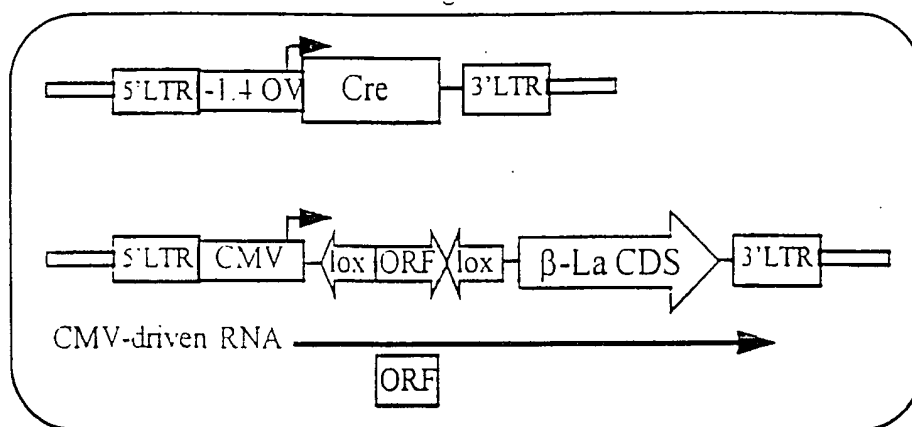 5'LTR -1.4 OV Cre 3'LTR
5'LTR CMV lox ORF lox β-La CDS 3'LTR
CMV-driven RNA
ORF